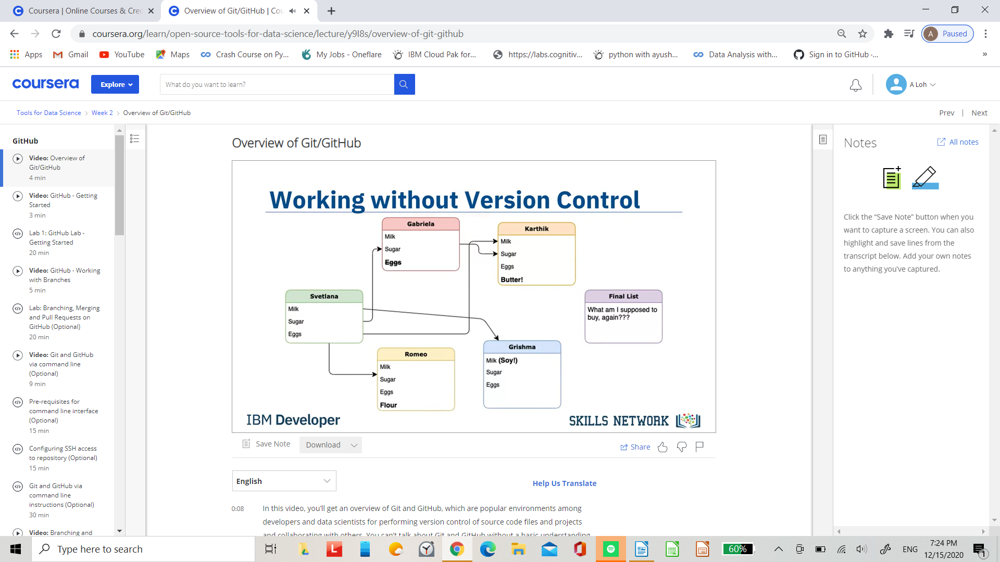 Coursera | Online Courses & Cred
Overview of Git/GitHub | Cou
coursera.org/learn/open-source-tools-for-data-science/lecture/y9l8s/overview-of-git-github
A Paused
Apps
Gmail
YouTube
Maps
Crash Course on Py...
My Jobs - Oneflare
IBM Cloud Pak for...
https://labs.cognitiv...
python with ayush...
Data Analysis with...
Sign in to GitHub ·...
»
coursera
Explore
What do you want to learn?
A Loh
Tools for Data Science > Week 2 > Overview of Git/GitHub
Prev | Next
GitHub
Video: Overview of
Git/GitHub
4 min
Video: GitHub - Getting
Started
3 min
Lab 1: GitHub Lab -
Getting Started
20 min
Video: GitHub - Working
with Branches
5 min
Lab: Branching, Merging
and Pull Requests on
GitHub (Optional)
20 min
Video: Git and GitHub
via command line
(Optional)
9 min
Pre-requisites for
command line interface
(Optional)
15 min
Configuring SSH access
to repository (Optional)
15 min
Git and GitHub via
command line
instructions (Optional)
30 min
Video: Branching and
Overview of Git/GitHub
Working without Version Control
Gabriela
Milk
Sugar
Eggs
Karthik
Milk
Sugar
Eggs
Butter!
Svetlana
Milk
Sugar
Eggs
Final List
What am I supposed to
buy, again???
Romeo
Milk
Sugar
Eggs
Flour
Grishma
Milk (Soy!)
Sugar
Eggs
IBM Developer
SKILLS NETWORK
Save Note
Download
Share
English
Help Us Translate
0:08
In this video, you’ll get an overview of Git and GitHub, which are popular environments among
developers and data scientists for performing version control of source code files and projects
and collaborating with others. You can’t talk about Git and GitHub without a basic understanding
Notes
All notes
Click the “Save Note” button when you
want to capture a screen. You can also
highlight and save lines from the
transcript below. Add your own notes
to anything you’ve captured.
Type here to search
L
60%
ENG
7:24 PM
12/15/2020
1